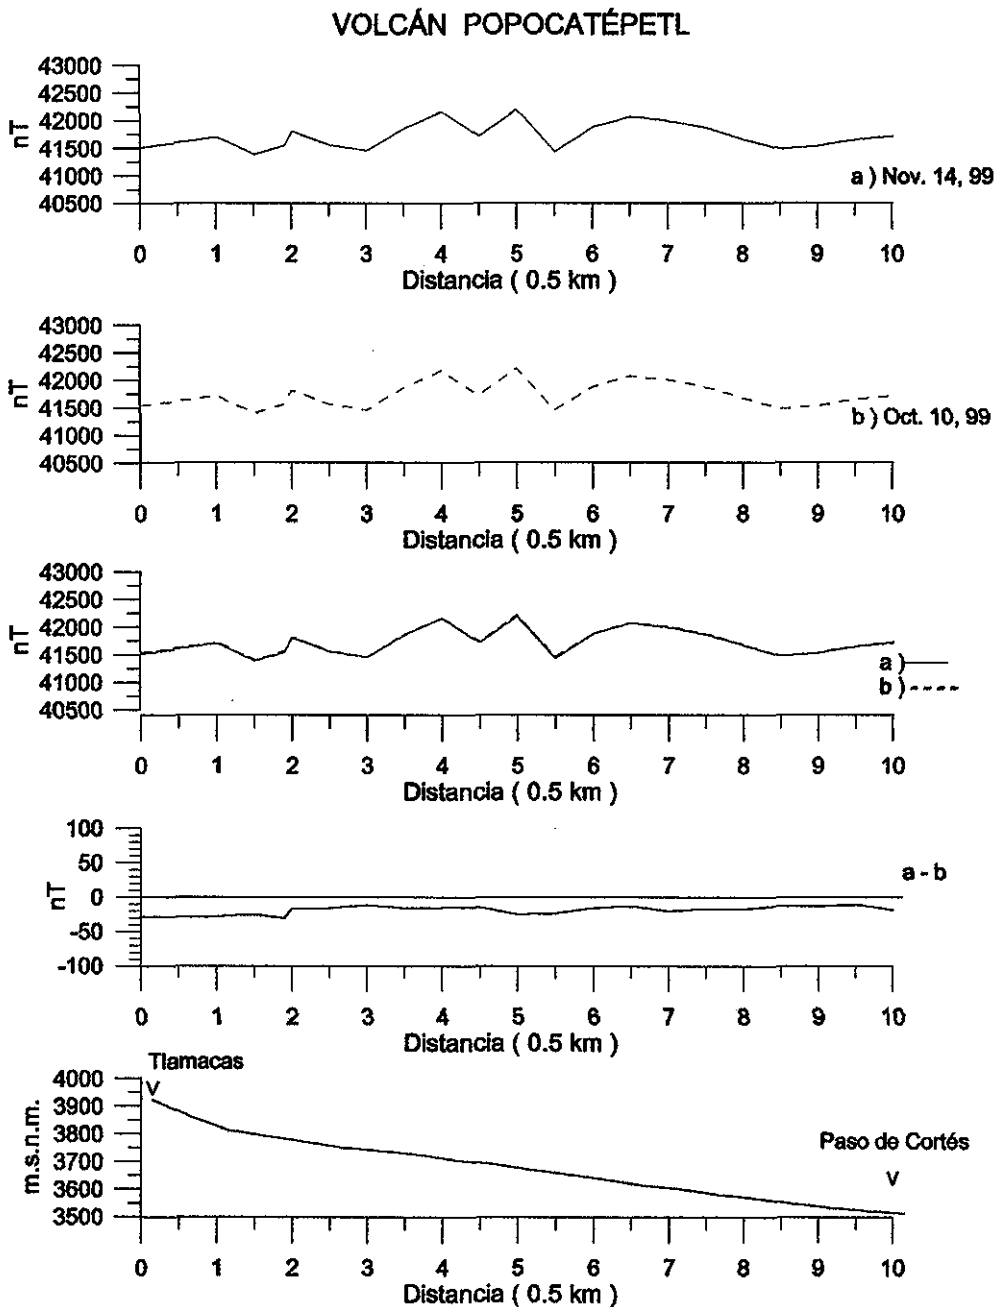 VOLCÁN POPOCATÉPETL
43000
42500
42000
41500
41000
40500
nT
a ) Nov. 14, 99
0 1 2 3 4 5 6 7 8 9 10
Distancia ( 0.5 km )
43000
42500
42000
41500
41000
40500
nT
b ) Oct. 10, 99
0 1 2 3 4 5 6 7 8 9 10
Distancia ( 0.5 km )
43000
42500
42000
41500
41000
40500
nT
a )
b )
0 1 2 3 4 5 6 7 8 9 10
Distancia ( 0.5 km )
100
50
0
-50
-100
nT
a - b
0 1 2 3 4 5 6 7 8 9 10
Distancia ( 0.5 km )
Tlamacas
v
4000
3900
3800
3700
3600
3500
m.s.n.m.
Paso de Cortés
v
0 1 2 3 4 5 6 7 8 9 10
Distancia ( 0.5 km )